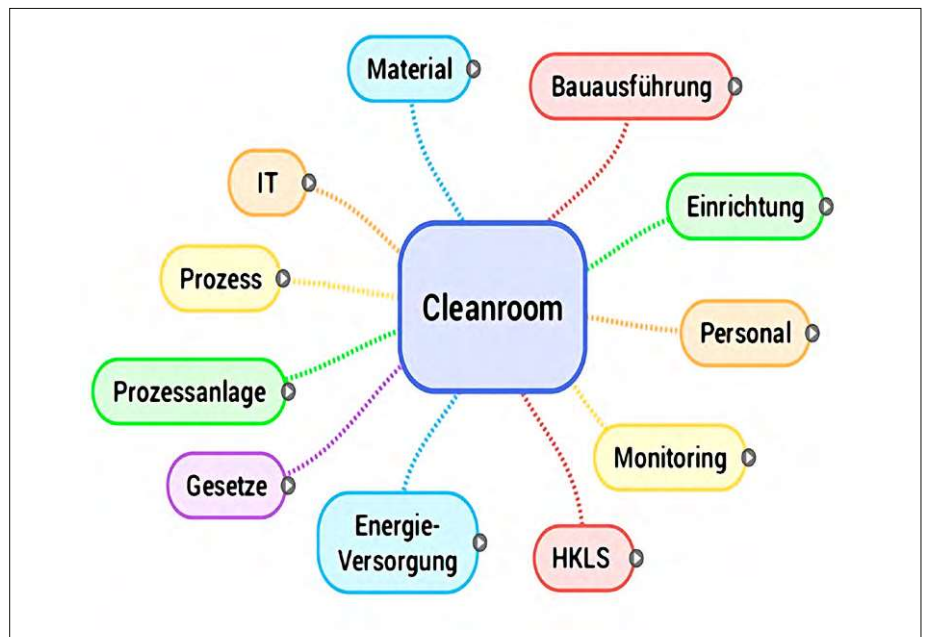 Material
Bauausführung
IT
Einrichtung
Prozess
Cleanroom
Personal
Prozessanlage
Monitoring
Gesetze
Energie-
Versorgung
HKLS